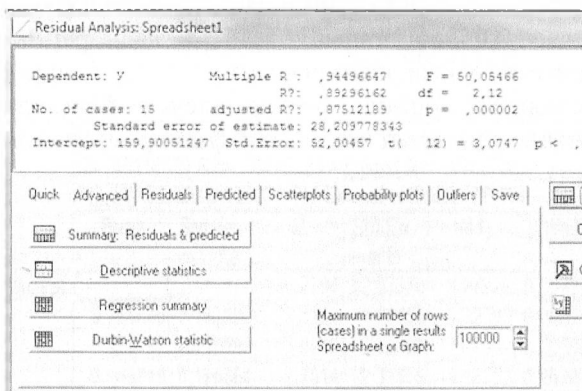 Residual Analysis: Spreadsheet1
Dependent: Y Multiple R : ,94496647 F = 50,05466
R?: ,89296162 df = 2,12
No. of cases: 15 adjusted R?: ,87512189 p = ,000002
Standard error of estimate: 28,209778343
Intercept: 159,90051247 Std.Error: 52,00457 t( 12) = 3,0747 p < ,
Quick Advanced Residuals Predicted Scatterplots Probability plots Outliers Save
Summary: Residuals & predicted
Descriptive statistics
Regression summary
Durbin-Watson statistic
Maximum number of rows
(cases) in a single results
Spreadsheet or Graph: 100000